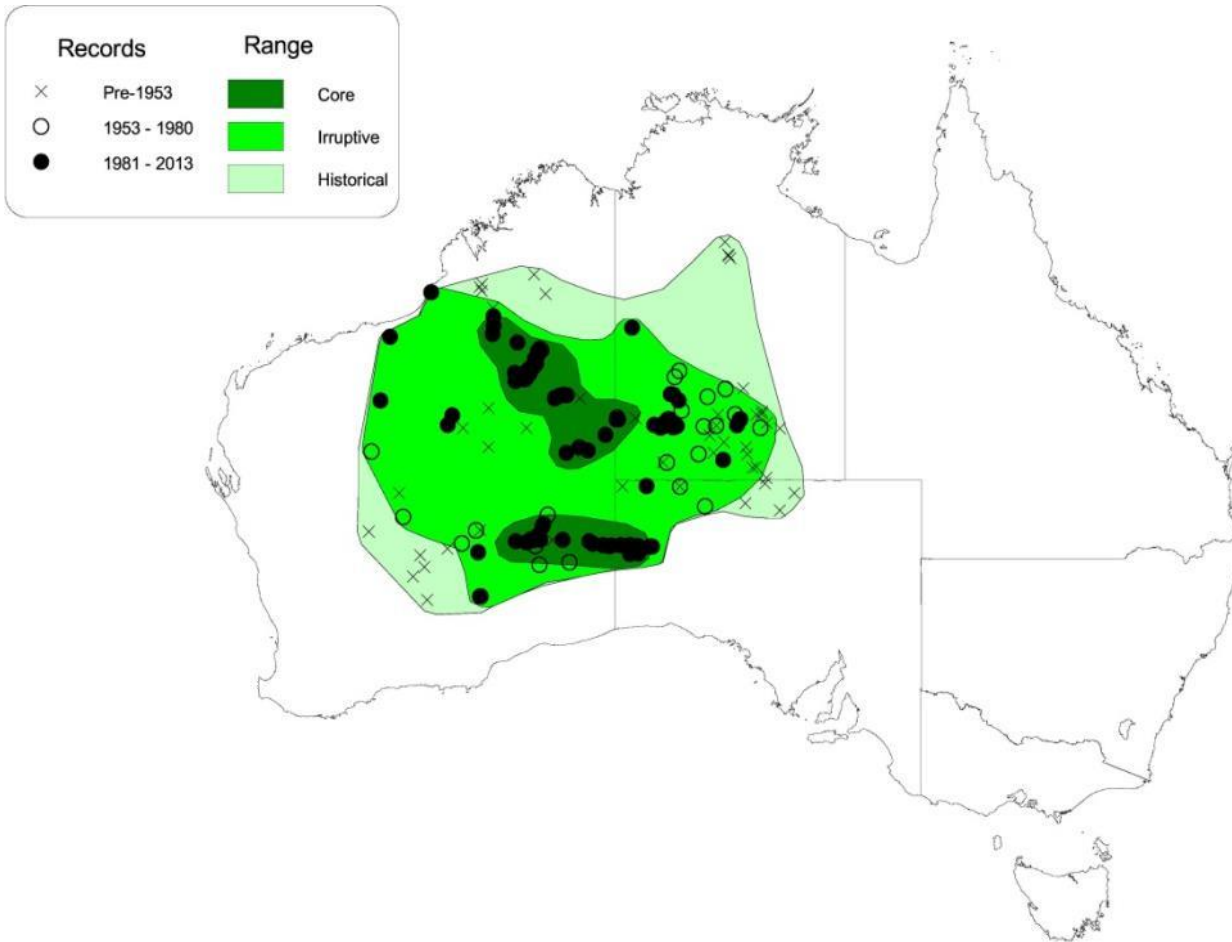 Records
Pre-1953
1953 - 1980
1981 - 2013
Range
Core
Irruptive
Historical